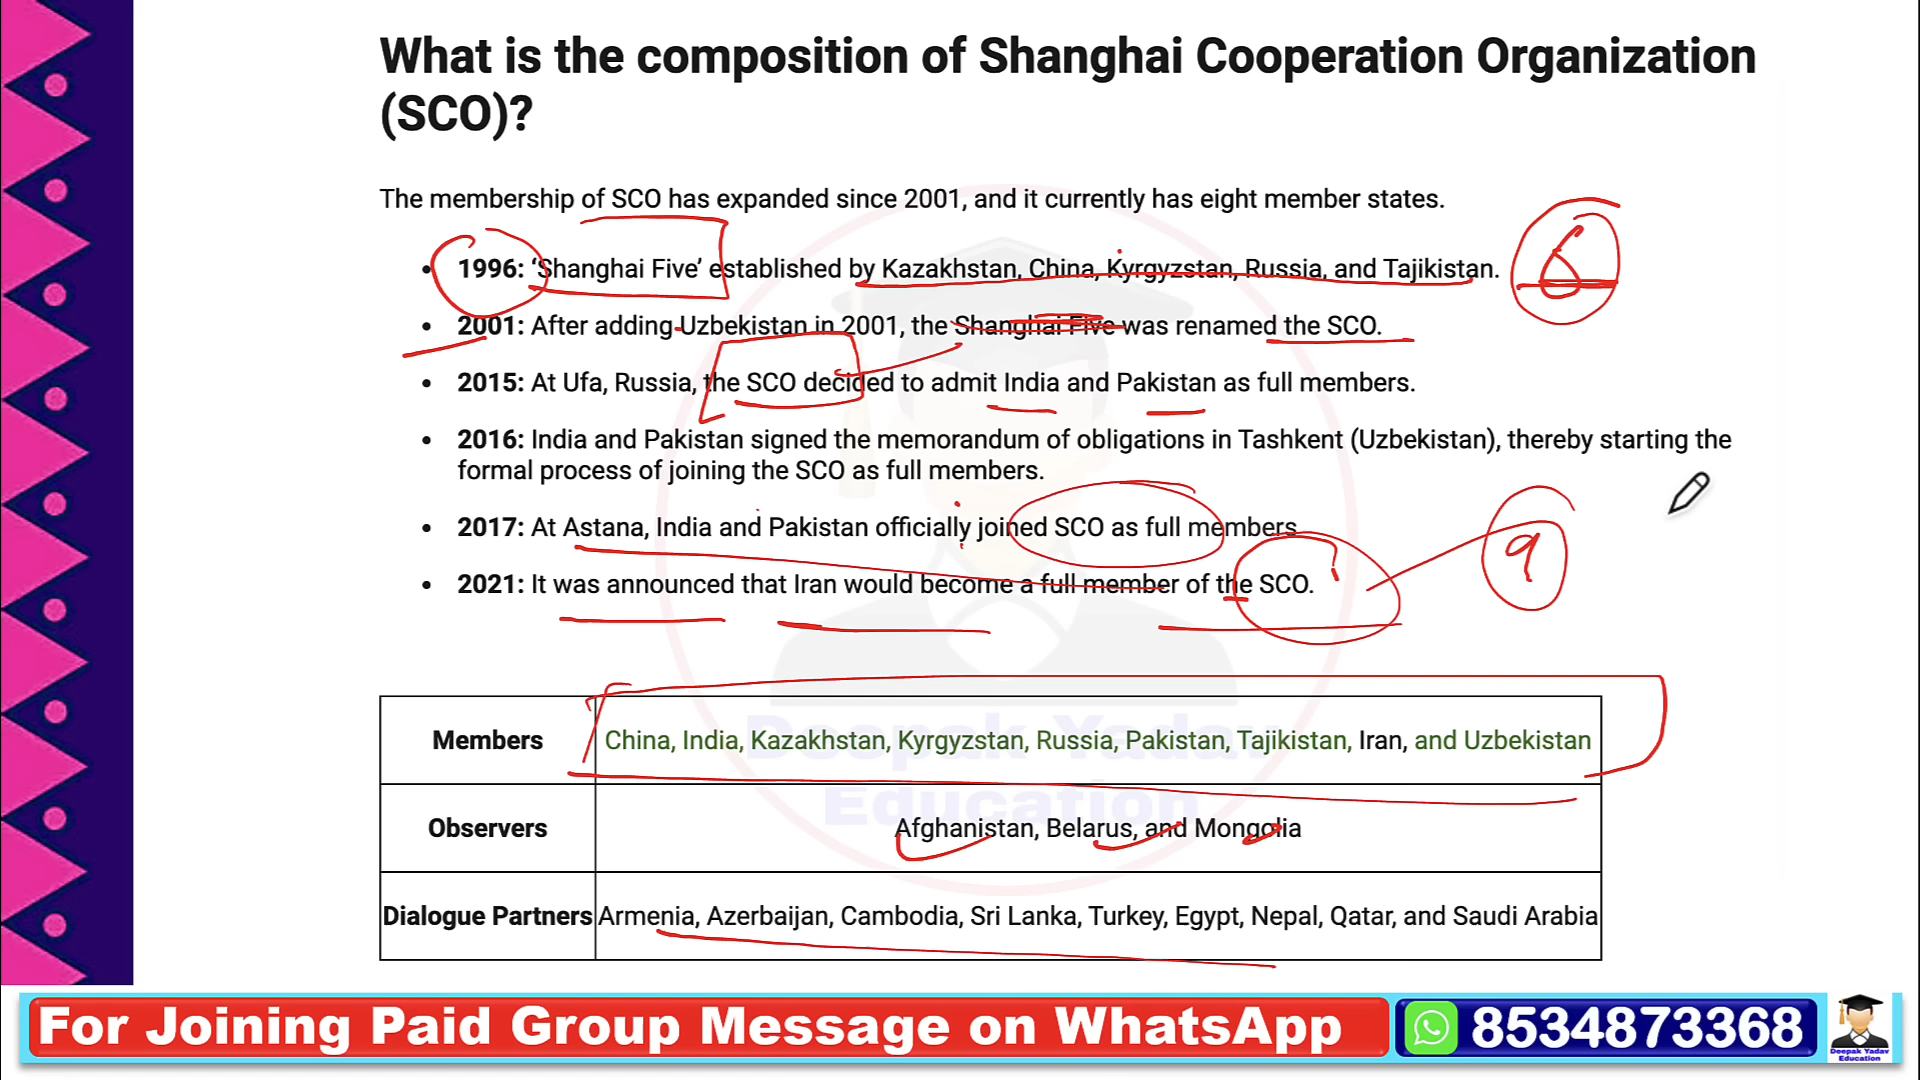 What is the composition of Shanghai Cooperation Organization
(SCO)?
The membership of SCO has expanded since 2001, and it currently has eight member states.
• 1996: ‘Shanghai Five’ established by Kazakhstan, China, Kyrgyzstan, Russia, and Tajikistan.
6
• 2001: After adding Uzbekistan in 2001, the Shanghai Five was renamed the SCO.
• 2015: At Ufa, Russia, the SCO decided to admit India and Pakistan as full members.
• 2016: India and Pakistan signed the memorandum of obligations in Tashkent (Uzbekistan), thereby starting the
formal process of joining the SCO as full members.
• 2017: At Astana, India and Pakistan officially joined SCO as full members.
9
• 2021: It was announced that Iran would become a full member of the SCO.
Members China, India, Kazakhstan, Kyrgyzstan, Russia, Pakistan, Tajikistan, Iran, and Uzbekistan
Observers Afghanistan, Belarus, and Mongolia
Dialogue Partners Armenia, Azerbaijan, Cambodia, Sri Lanka, Turkey, Egypt, Nepal, Qatar, and Saudi Arabia
Deepak Yadav
Education
For Joining Paid Group Message on WhatsApp 8534873368
Deepak Yadav
Education